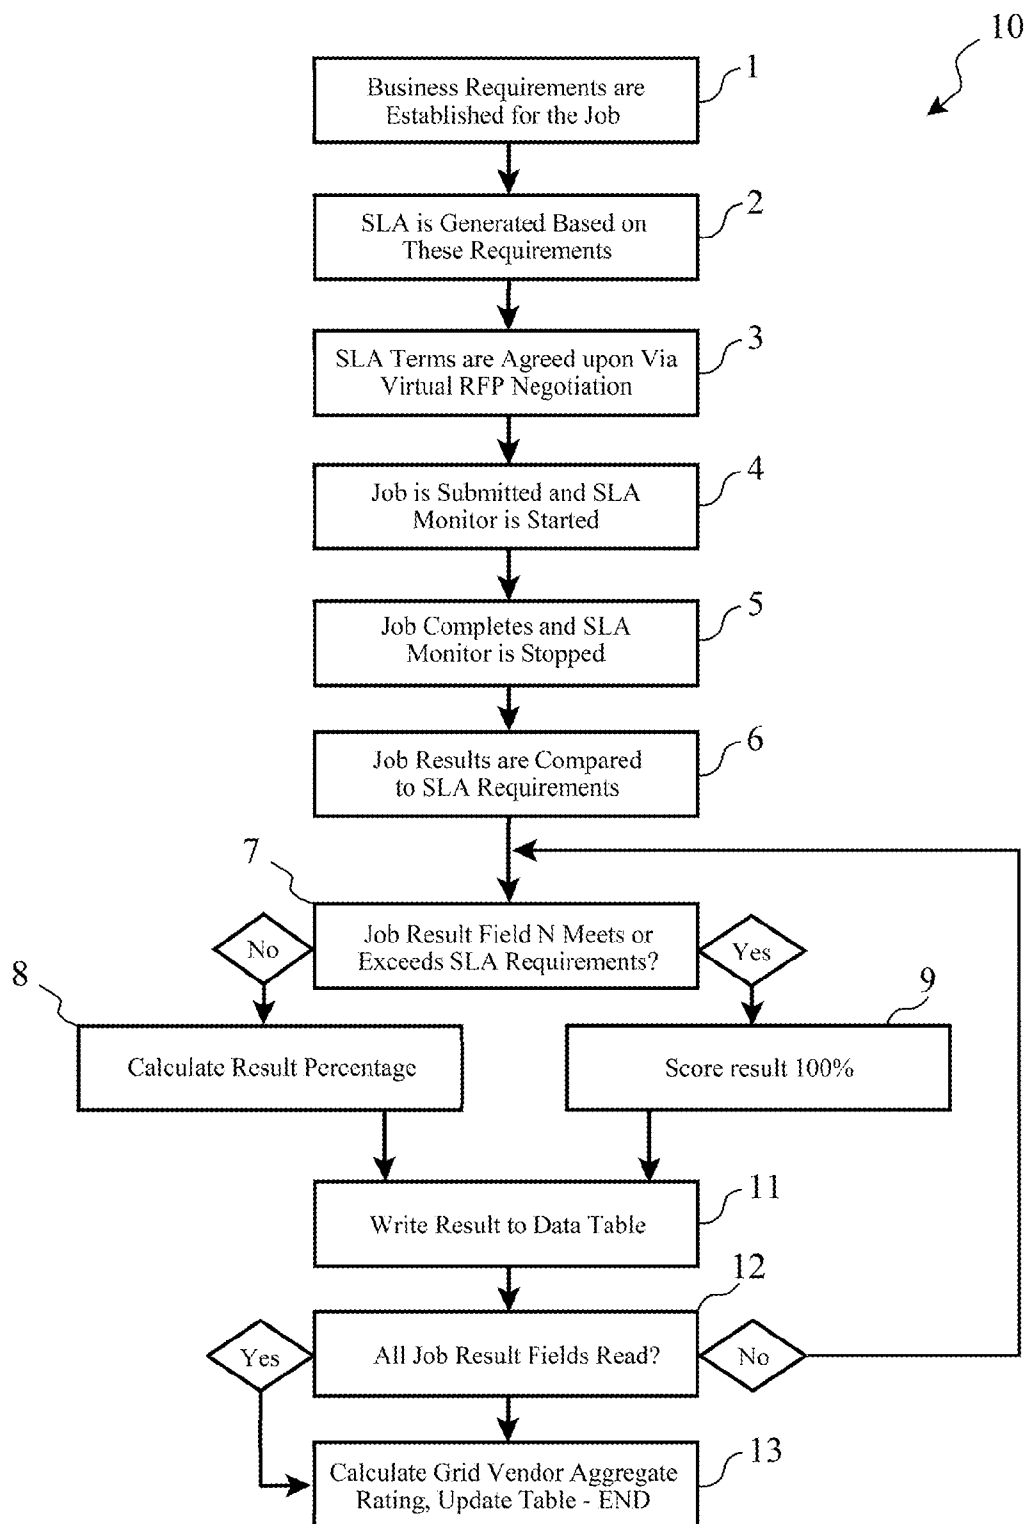 10
1
Business Requirements are
Established for the Job
2
SLA is Generated Based on
These Requirements
3
SLA Terms are Agreed upon Via
Virtual RFP Negotiation
4
Job is Submitted and SLA
Monitor is Started
5
Job Completes and SLA
Monitor is Stopped
6
Job Results are Compared
to SLA Requirements
7
No
Job Result Field N Meets or
Exceeds SLA Requirements?
Yes
8
Calculate Result Percentage
9
Score result 100%
11
Write Result to Data Table
12
Yes
All Job Result Fields Read?
No
13
Calculate Grid Vendor Aggregate
Rating, Update Table - END